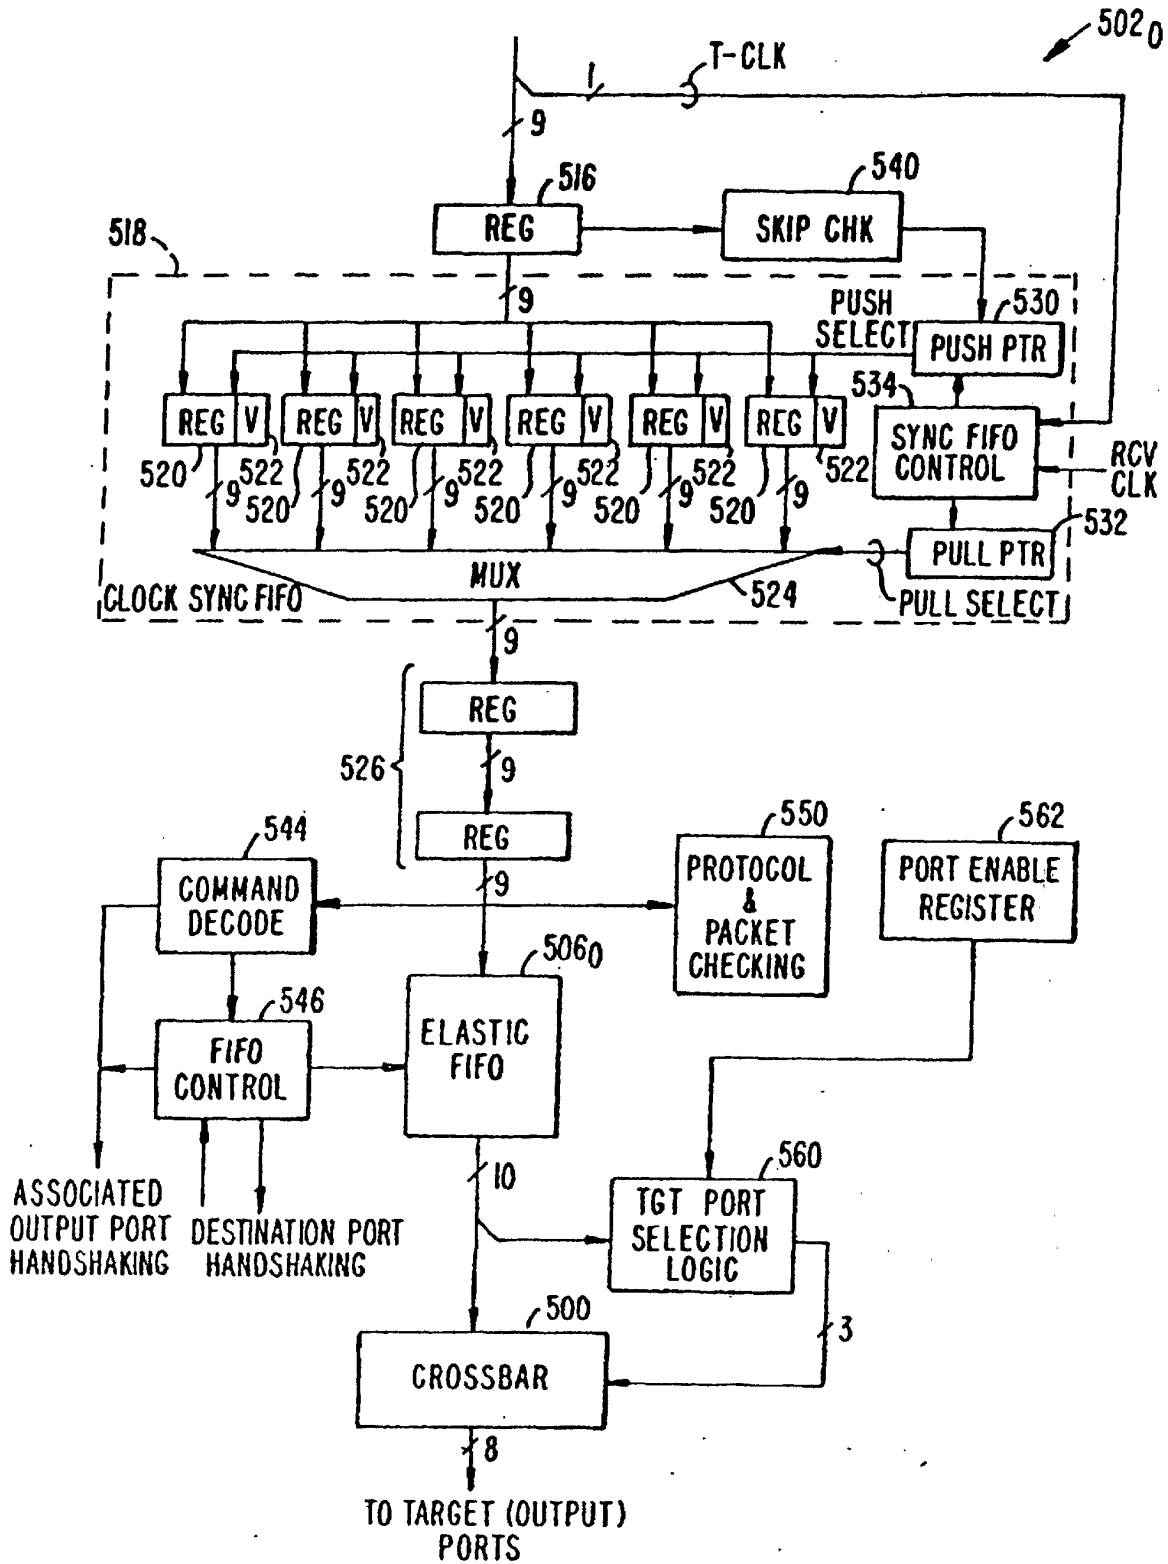 502₀
T-CLK
1
9
516
REG
540
SKIP CHK
518
9
PUSH
SELECT
530
PUSH PTR
534
SYNC FIFO
CONTROL
RCV
CLK
REG V REG V REG V REG V REG V REG V
520 522 520 522 520 522 520 522 520 522 520 522
9 9 9 9 9 9
532
PULL PTR
MUX
524
PULL SELECT
CLOCK SYNC FIFO
9
REG
526
9
REG
9
544
COMMAND
DECODE
550
PROTOCOL
&
PACKET
CHECKING
562
PORT ENABLE
REGISTER
506₀
ELASTIC
FIFO
546
FIFO
CONTROL
10
560
TGT PORT
SELECTION
LOGIC
ASSOCIATED
OUTPUT PORT
HANDSHAKING
DESTINATION PORT
HANDSHAKING
3
500
CROSSBAR
8
TO TARGET (OUTPUT)
PORTS